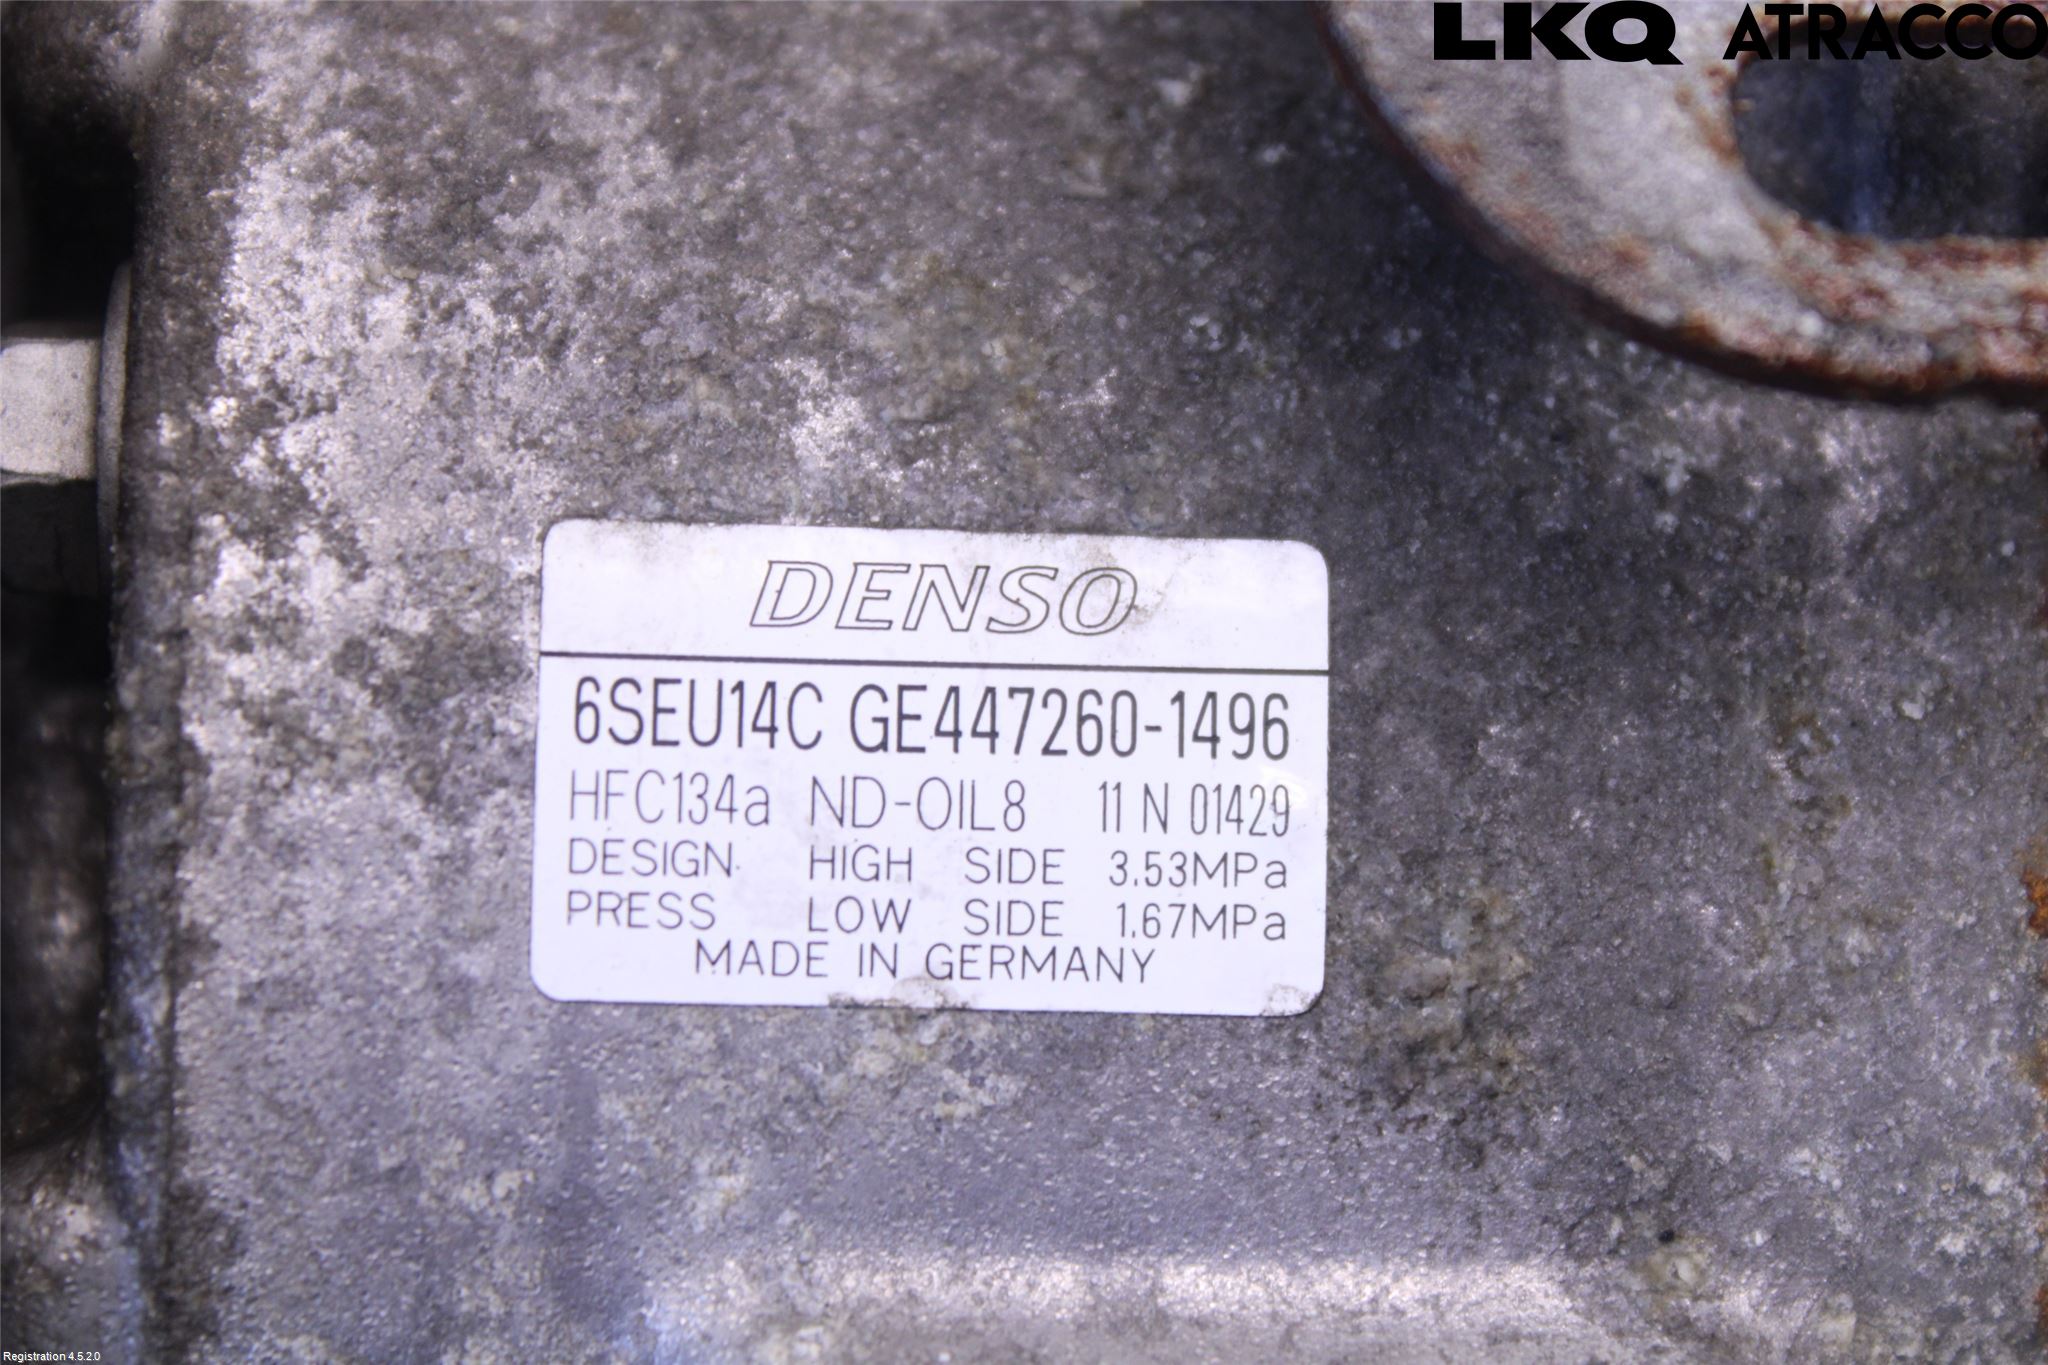 LKQ ATRACCO
DENSO
6SEU14C GE447260-1496
HFC134a ND-OIL8 11 N 01429
DESIGN HIGH SIDE 3.53MPa
PRESS LOW SIDE 1.67MPa
MADE IN GERMANY
Registration 4.5.2.0